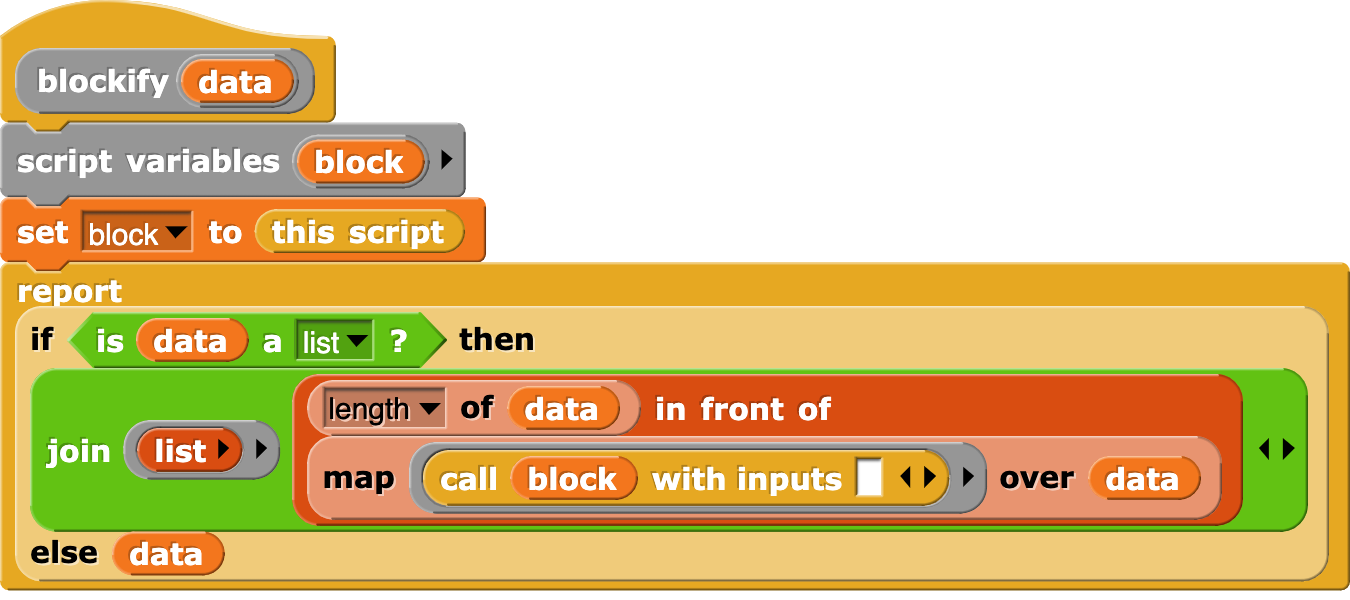 blockify data
script variables block
set block to this script
report
if is data a list ? then
length of data in front of
join list
map call block with inputs over data
else data